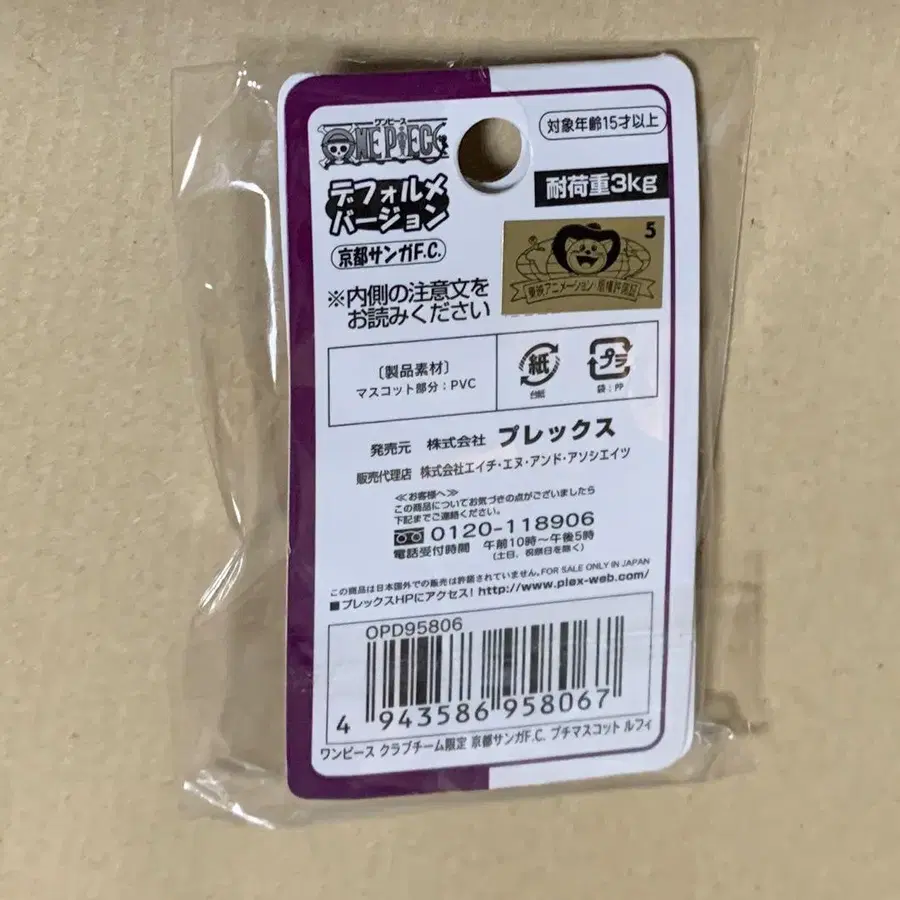 ワンピース
ONE PIECE
対象年齢15才以上
デフォルメ
バージョン
耐荷重3kg
京都サンガF.C.
5
東映アニメーション・版権許諾証
※内側の注意文を
お読みください
〔製品素材〕
マスコット部分：PVC
紙
台紙
プラ
袋：PP
発売元 株式会社 プレックス
販売代理店 株式会社エイチ・エヌ・アンド・アソシエイツ
≪お客様へ≫
この商品についてお気づきの点がございましたら
下記までご連絡ください。
0120-118906
電話受付時間 午前10時〜午後5時
（土日、祝祭日を除く）
この商品は日本国外での販売は許諾されていません。FOR SALE ONLY IN JAPAN
■プレックスHPにアクセス！http://www.plex-web.com/
OPD95806
4 943586 958067
ワンピース クラブチーム限定 京都サンガF.C. プチマスコット ルフィ